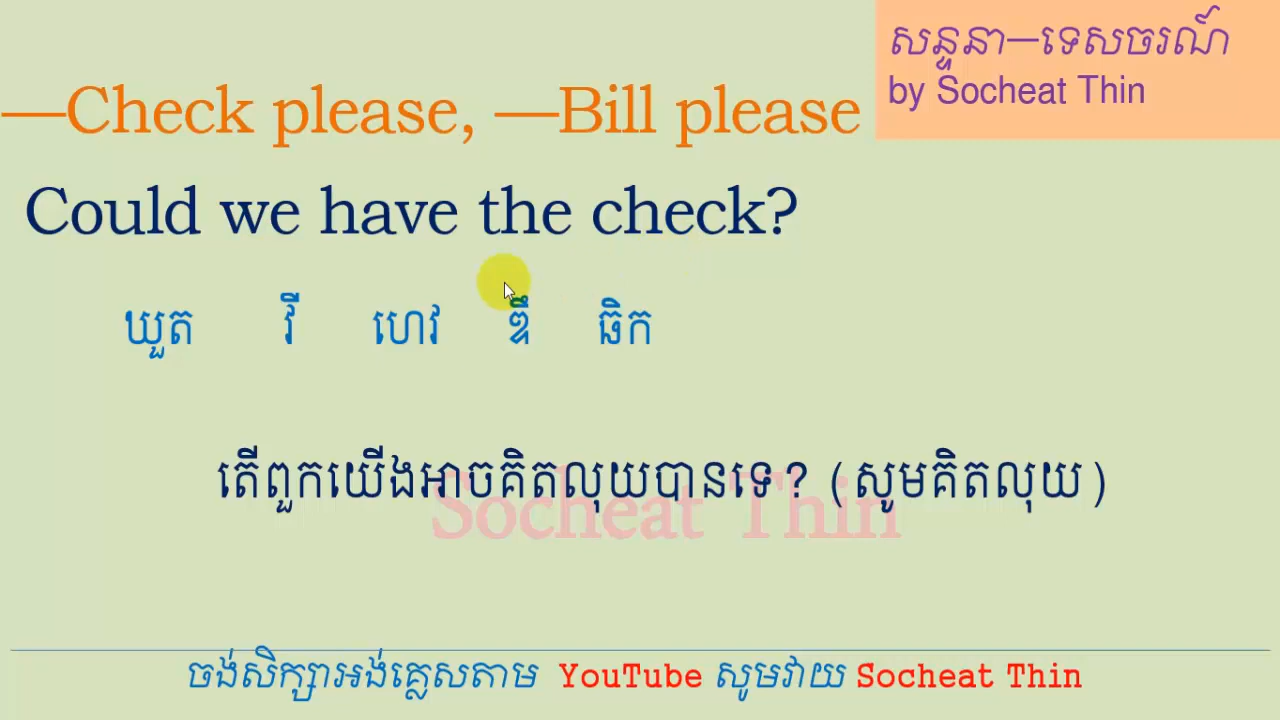 សន្ទនា—ទេសចរណ៍
by Socheat Thin
—Check please, —Bill please
Could we have the check?
ឃួត វី ហេវ ឌឹ ឆិក
តើពួកយើងអាចគិតលុយបានទេ? (សូមគិតលុយ)
Socheat Thin
ចង់សិក្សាអង់គ្លេសតាម YouTube សូមវាយ Socheat Thin